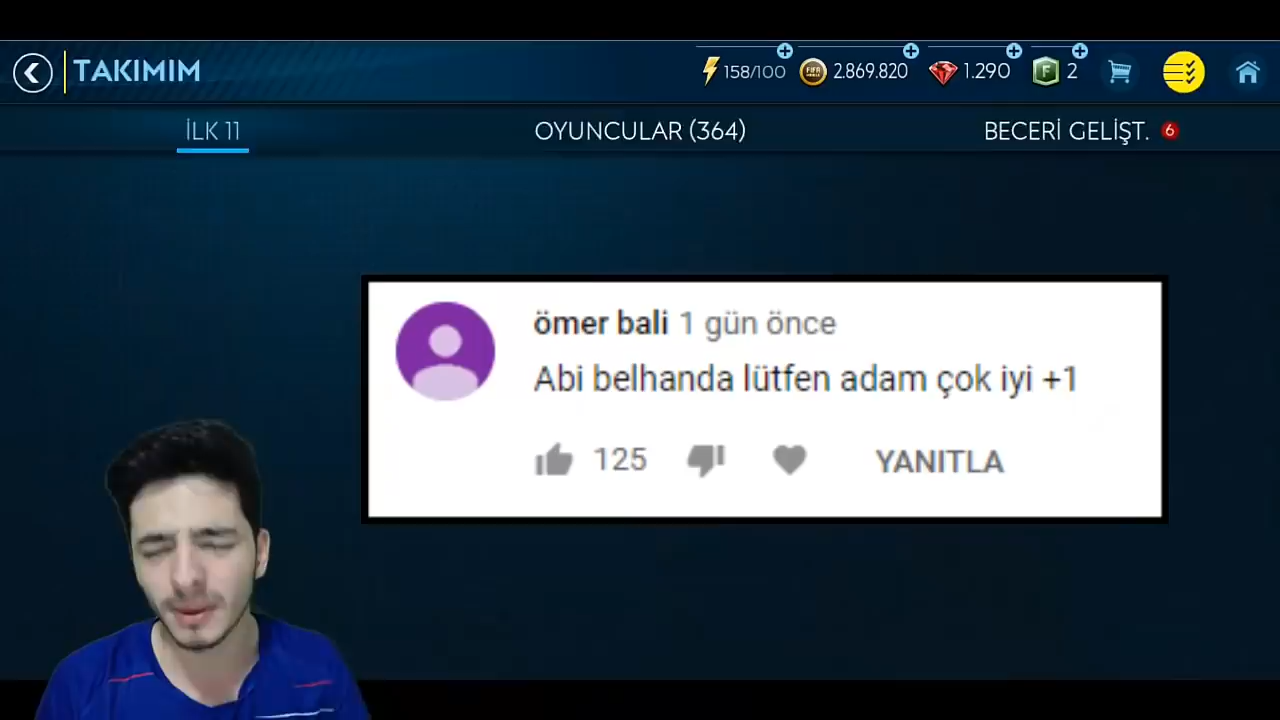 TAKIMIM
158/100
2.869.820
1.290
2
İLK 11
OYUNCULAR (364)
BECERİ GELİŞT. 6
ömer bali 1 gün önce
Abi belhanda lütfen adam çok iyi +1
125
YANITLA